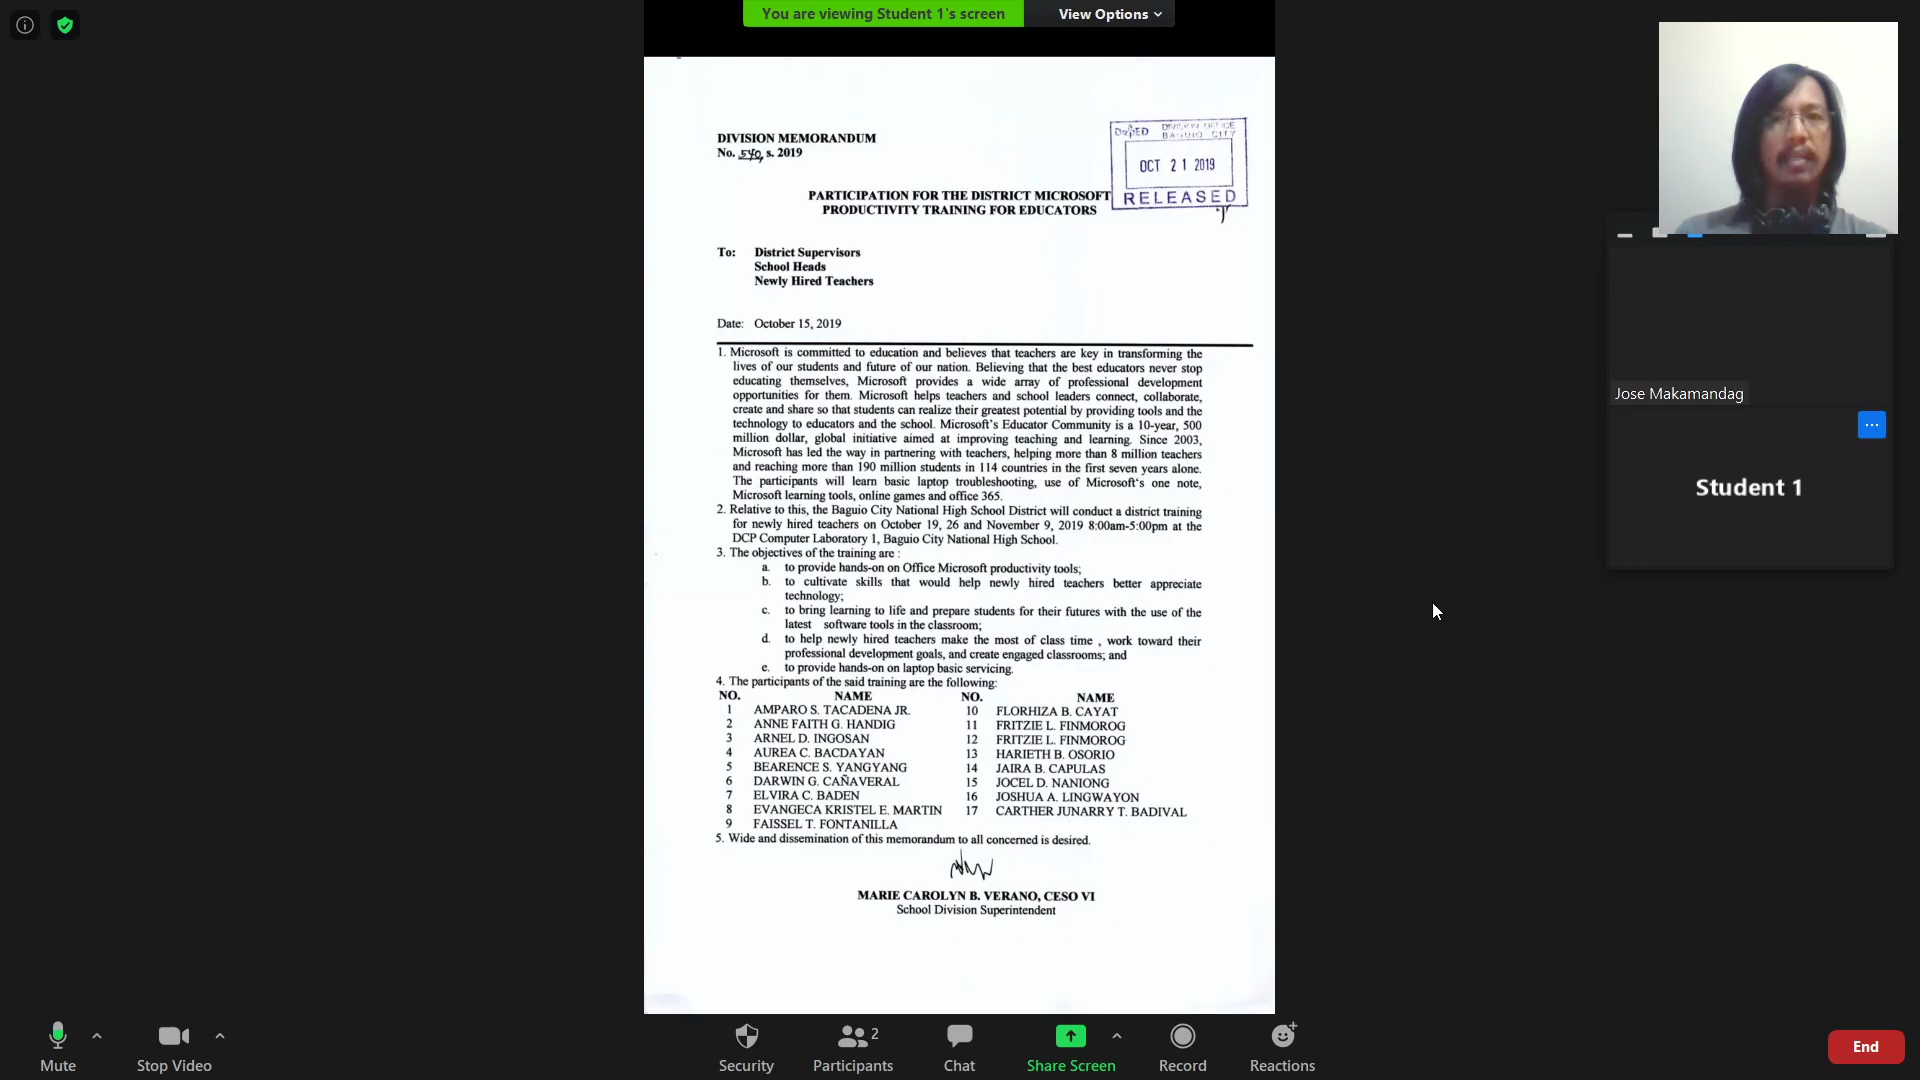 You are viewing Student 1's screen
View Options
DIVISION MEMORANDUM
No. 540, s. 2019
DepED DIVISION OFFICE
BAGUIO CITY
OCT 21 2019
RELEASED
PARTICIPATION FOR THE DISTRICT MICROSOFT
PRODUCTIVITY TRAINING FOR EDUCATORS
To: District Supervisors
School Heads
Newly Hired Teachers
Date: October 15, 2019
1. Microsoft is committed to education and believes that teachers are key in transforming the
lives of our students and future of our nation. Believing that the best educators never stop
educating themselves, Microsoft provides a wide array of professional development
opportunities for them. Microsoft helps teachers and school leaders connect, collaborate,
create and share so that students can realize their greatest potential by providing tools and the
technology to educators and the school. Microsoft's Educator Community is a 10-year, 500
million dollar, global initiative aimed at improving teaching and learning. Since 2003,
Microsoft has led the way in partnering with teachers, helping more than 8 million teachers
and reaching more than 190 million students in 114 countries in the first seven years alone.
The participants will learn basic laptop troubleshooting, use of Microsoft's one note,
Microsoft learning tools, online games and office 365.
2. Relative to this, the Baguio City National High School District will conduct a district training
for newly hired teachers on October 19, 26 and November 9, 2019 8:00am-5:00pm at the
DCP Computer Laboratory 1, Baguio City National High School.
3. The objectives of the training are :
a. to provide hands-on on Office Microsoft productivity tools;
b. to cultivate skills that would help newly hired teachers better appreciate
technology;
c. to bring learning to life and prepare students for their futures with the use of the
latest software tools in the classroom;
d. to help newly hired teachers make the most of class time , work toward their
professional development goals, and create engaged classrooms; and
e. to provide hands-on on laptop basic servicing.
4. The participants of the said training are the following:
NO. NAME NO. NAME
1 AMPARO S. TACADENA JR. 10 FLORHIZA B. CAYAT
2 ANNE FAITH G. HANDIG 11 FRITZIE L. FINMOROG
3 ARNEL D. INGOSAN 12 FRITZIE L. FINMOROG
4 AUREA C. BACDAYAN 13 HARIETH B. OSORIO
5 BEARENCE S. YANGYANG 14 JAIRA B. CAPULAS
6 DARWIN G. CAÑAVERAL 15 JOCEL D. NANIONG
7 ELVIRA C. BADEN 16 JOSHUA A. LINGWAYON
8 EVANGECA KRISTEL E. MARTIN 17 CARTHER JUNARRY T. BADIVAL
9 FAISSEL T. FONTANILLA
5. Wide and dissemination of this memorandum to all concerned is desired.
MARIE CAROLYN B. VERANO, CESO VI
School Division Superintendent
Jose Makamandag
Student 1
Mute
Stop Video
Security
2
Participants
Chat
Share Screen
Record
Reactions
End